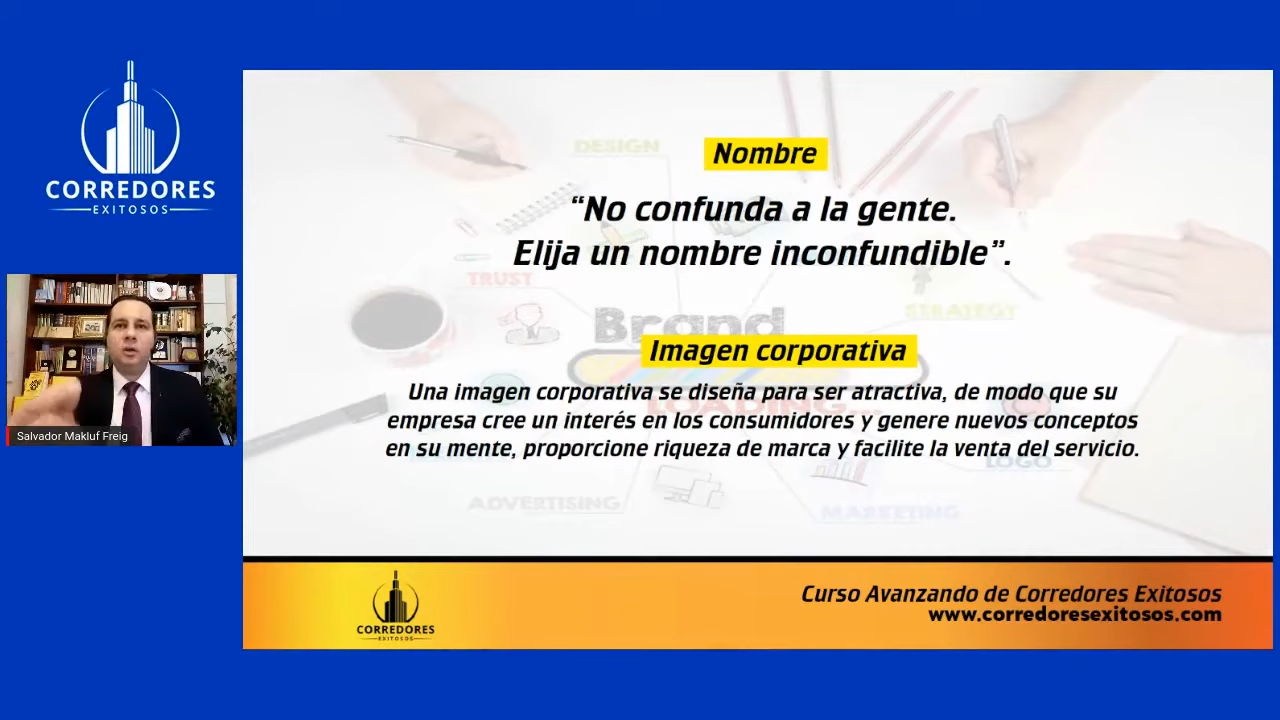 CORREDORES
EXITOSOS
Salvador Makluf Freig
DESIGN
Nombre
“No confunda a la gente.
Elija un nombre inconfundible”.
TRUST
STRATEGY
Brand
Imagen corporativa
LOADING...
Una imagen corporativa se diseña para ser atractiva, de modo que su
empresa cree un interés en los consumidores y genere nuevos conceptos
en su mente, proporcione riqueza de marca y facilite la venta del servicio.
LOGO
ADVERTISING
MARKETING
CORREDORES
EXITOSOS
Curso Avanzando de Corredores Exitosos
www.corredoresexitosos.com